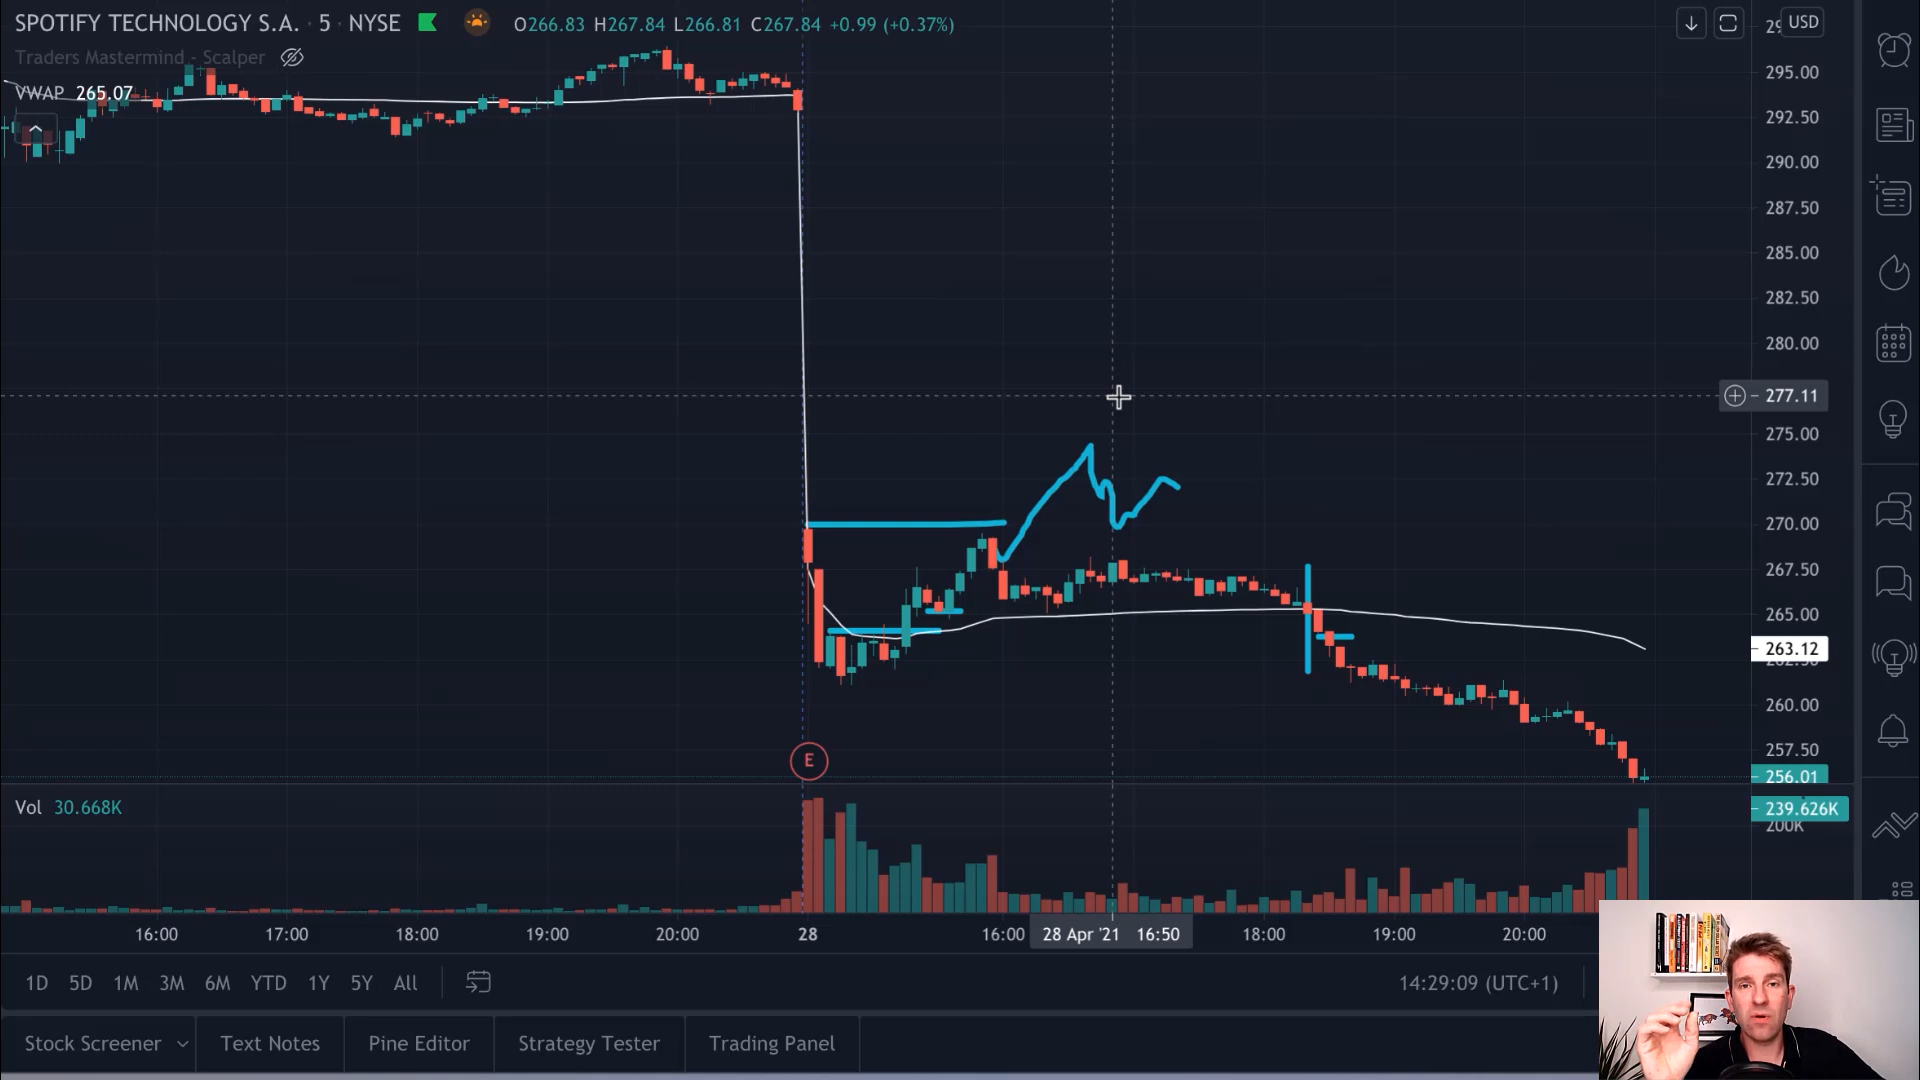 SPOTIFY TECHNOLOGY S.A. · 5 · NYSE O266.83 H267.84 L266.81 C267.84 +0.99 (+0.37%)
USD
Traders Mastermind - Scalper
VWAP 265.07
295.00
292.50
290.00
287.50
285.00
282.50
280.00
277.11
275.00
272.50
270.00
267.50
265.00
263.12
260.00
257.50
256.01
E
Vol 30.668K
239.626K
200K
16:00 17:00 18:00 19:00 20:00 28 16:00 28 Apr '21 16:50 18:00 19:00 20:00
1D 5D 1M 3M 6M YTD 1Y 5Y All 14:29:09 (UTC+1)
Stock Screener Text Notes Pine Editor Strategy Tester Trading Panel